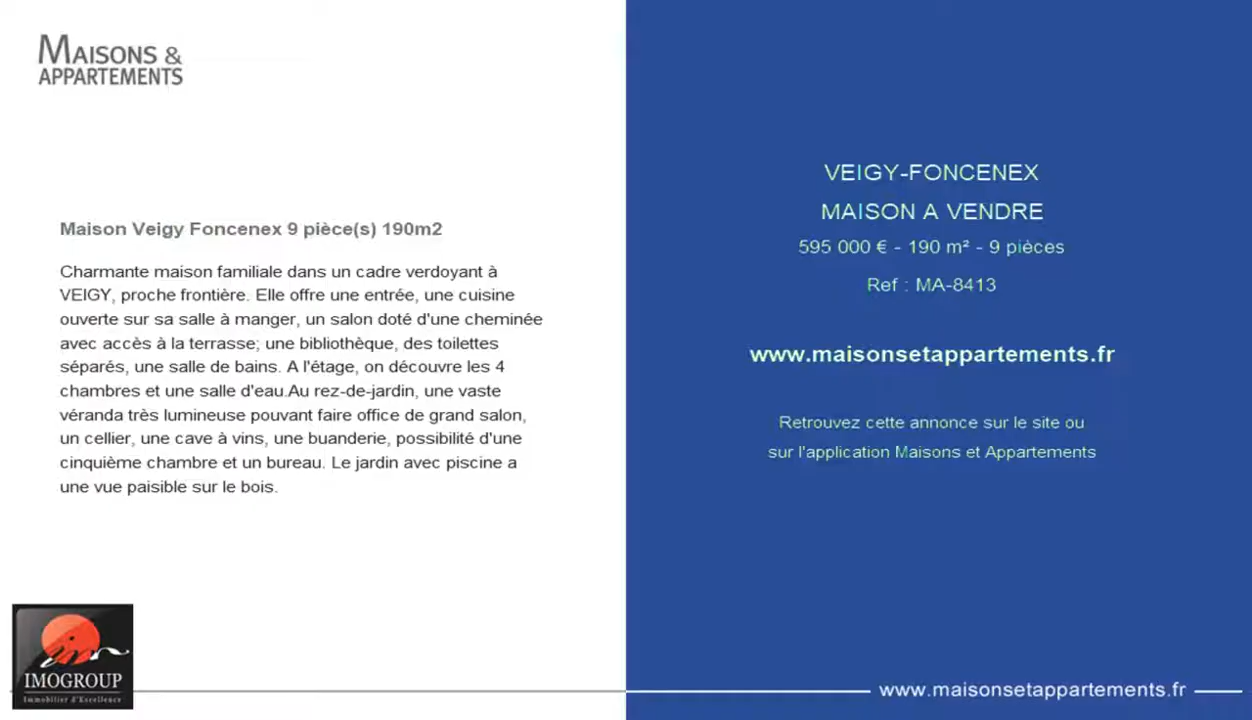 MAISONS &
APPARTEMENTS
Maison Veigy Foncenex 9 pièce(s) 190m2
Charmante maison familiale dans un cadre verdoyant à
VEIGY, proche frontière. Elle offre une entrée, une cuisine
ouverte sur sa salle à manger, un salon doté d'une cheminée
avec accès à la terrasse; une bibliothèque, des toilettes
séparés, une salle de bains. A l'étage, on découvre les 4
chambres et une salle d'eau.Au rez-de-jardin, une vaste
véranda très lumineuse pouvant faire office de grand salon,
un cellier, une cave à vins, une buanderie, possibilité d'une
cinquième chambre et un bureau. Le jardin avec piscine a
une vue paisible sur le bois.
im
IMOGROUP
Immobilier d'Excellence
VEIGY-FONCENEX
MAISON A VENDRE
595 000 € - 190 m² - 9 pièces
Ref : MA-8413
www.maisonsetappartements.fr
Retrouvez cette annonce sur le site ou
sur l'application Maisons et Appartements
www.maisonsetappartements.fr